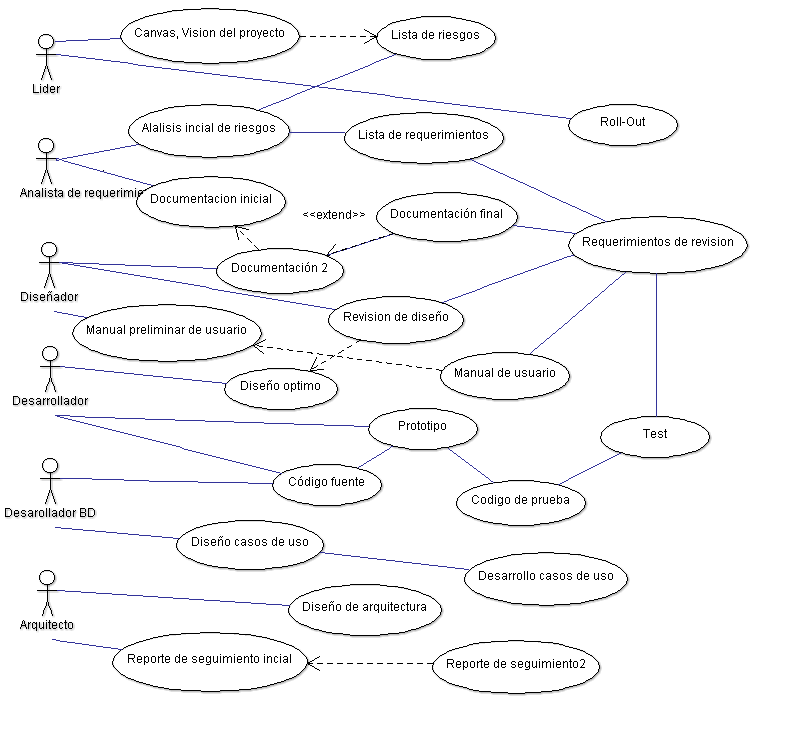 Canvas, Vision del proyecto
Lista de riesgos
Lider
Roll-Out
Alalisis incial de riesgos
Lista de requerimientos
Analista de requerimie
Documentacion inicial
<<extend>>
Documentación final
Requerimientos de revision
Documentación 2
Diseñador
Manual preliminar de usuario
Revision de diseño
Manual de usuario
Diseño optimo
Desarrollador
Prototipo
Test
Código fuente
Codigo de prueba
Desarollador BD
Diseño casos de uso
Desarrollo casos de uso
Diseño de arquitectura
Arquitecto
Reporte de seguimiento incial
Reporte de seguimiento2